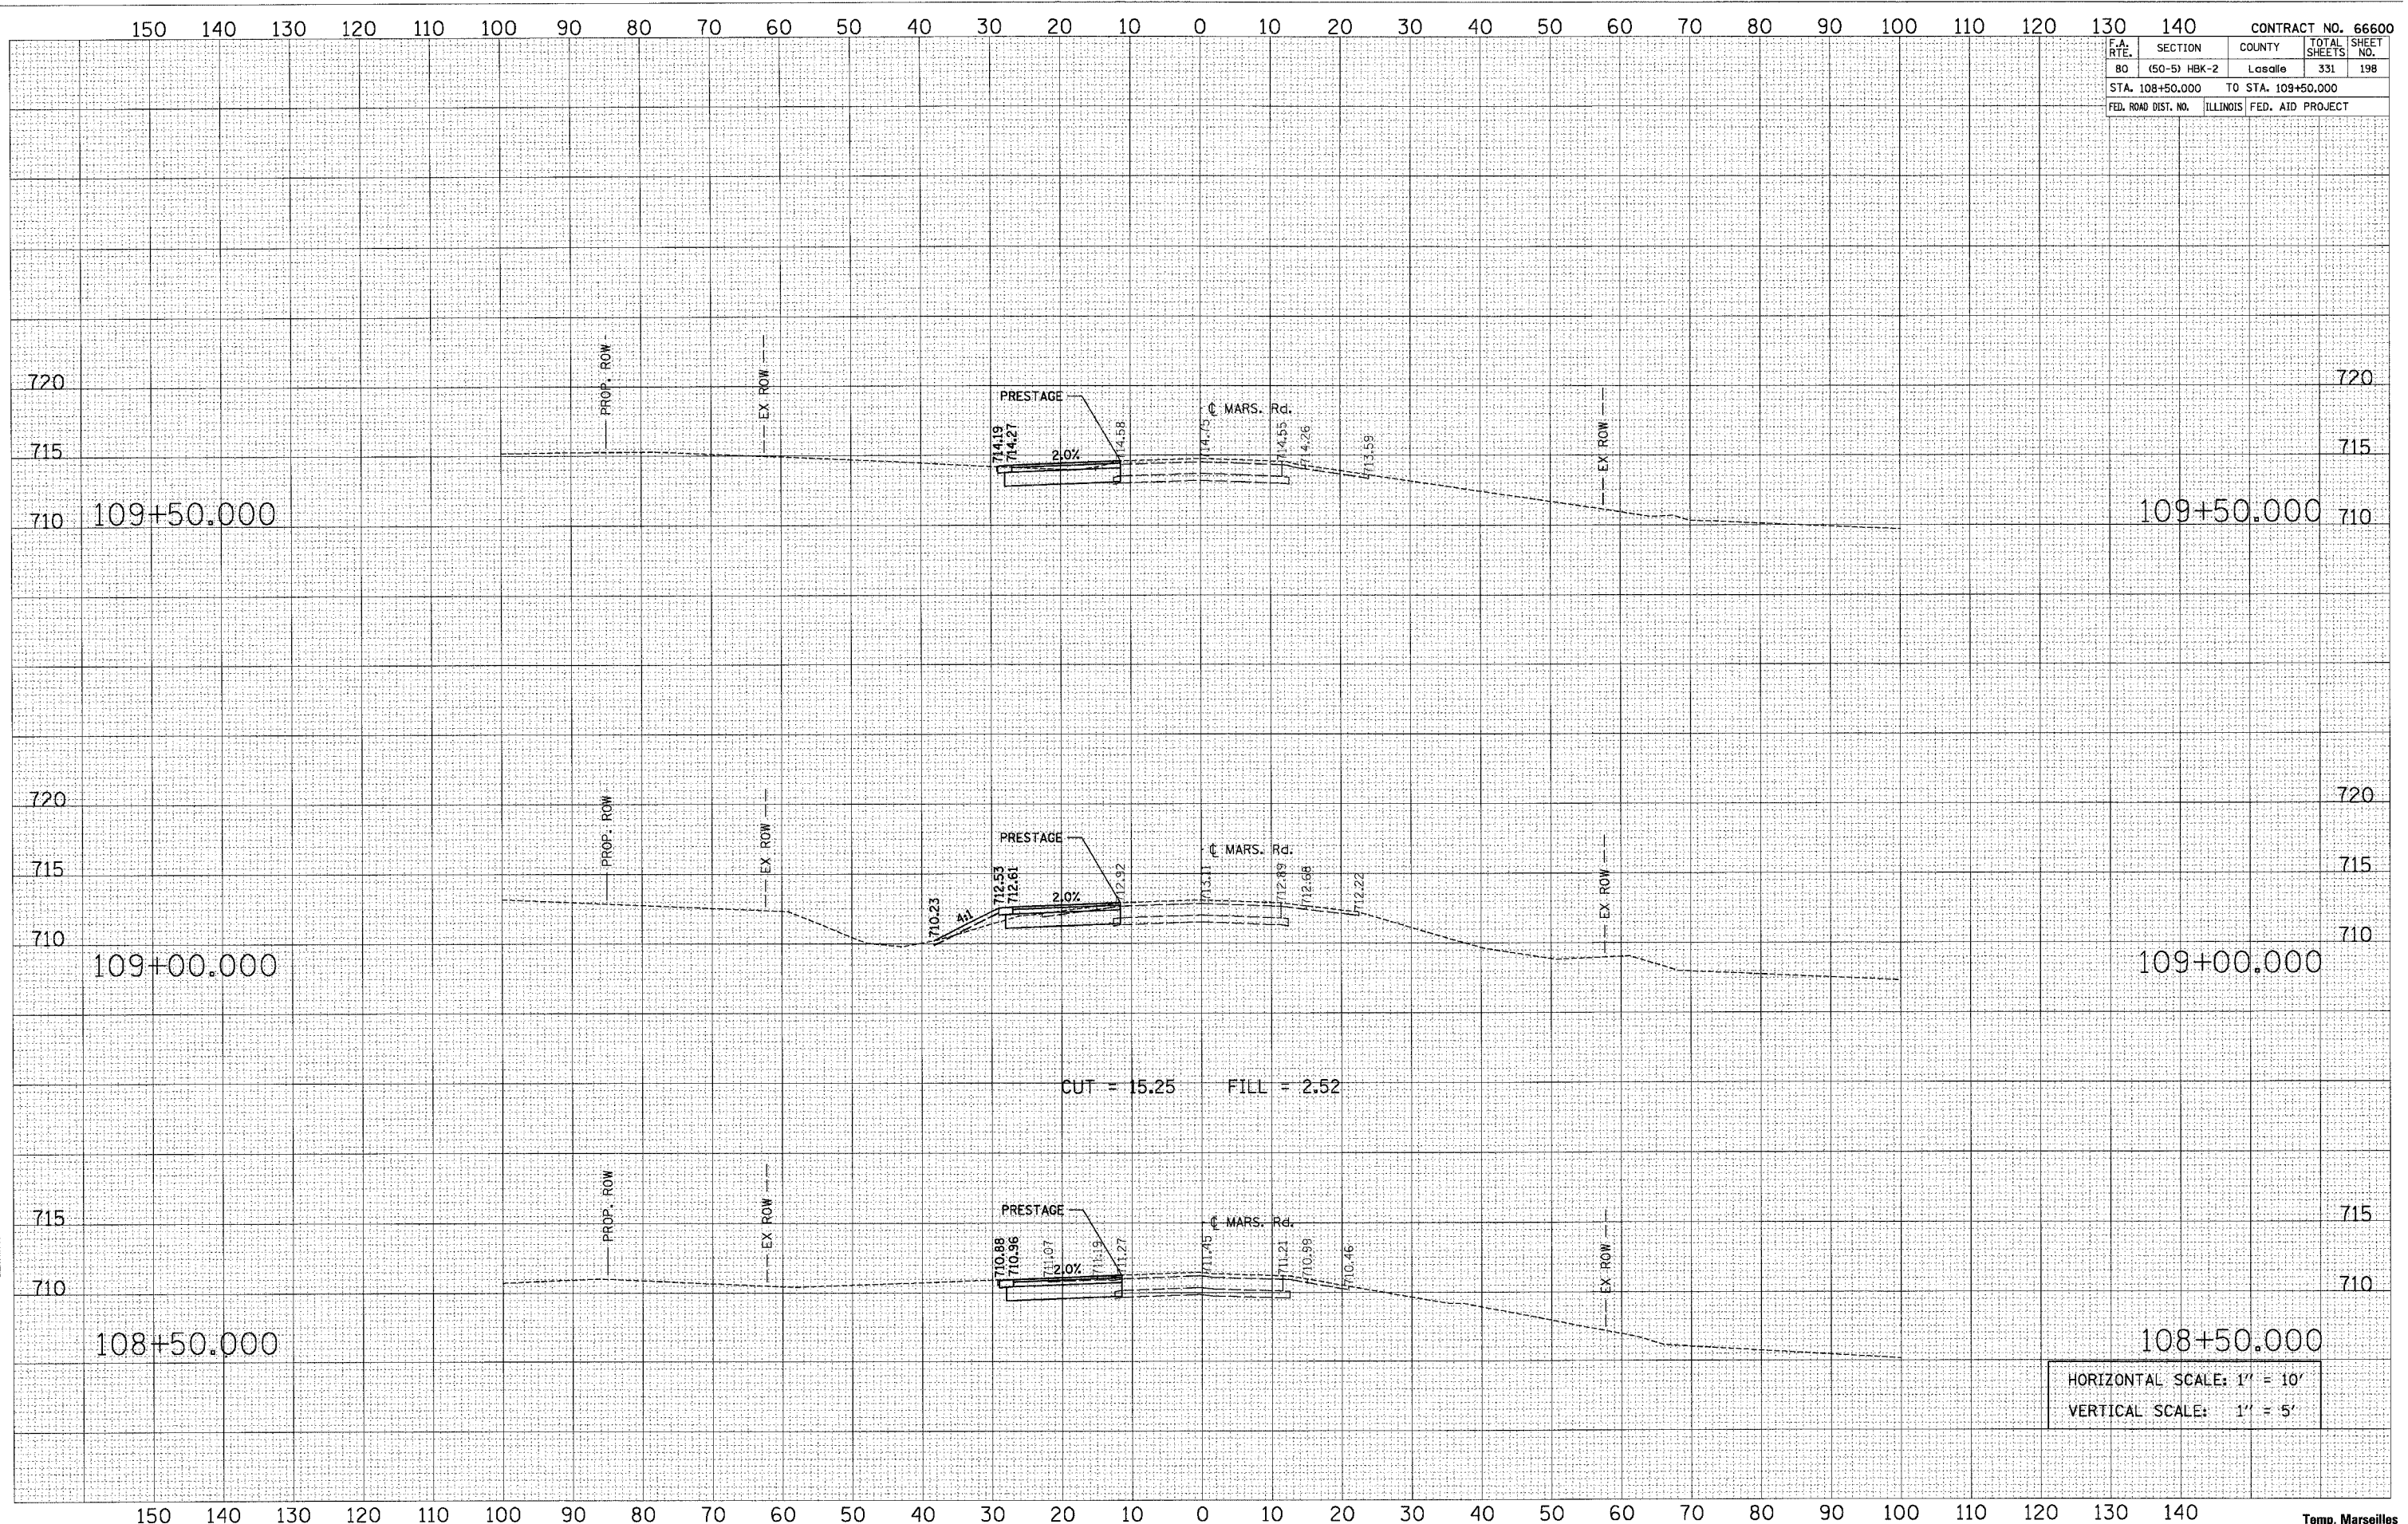 150 140 130 120 110 100 90 80 70 60 50 40 30 20 10 0 10 20 30 40 50 60 70 80 90 100 110 120 130 140
CONTRACT NO. 66600
F.A. RTE. SECTION COUNTY TOTAL SHEETS SHEET NO.
80 (50-5) HBK-2 Lasalle 331 198
STA. 108+50.000 TO STA. 109+50.000
FED. ROAD DIST. NO. ILLINOIS FED. AID PROJECT
PROP. ROW
EX ROW
EX ROW
720 720
PRESTAGE
℄ MARS. Rd.
714.19 714.27 714.58 714.75 714.55 714.26 713.59
715 2.0% 715
710 109+50.000 109+50.000 710
PROP. ROW
EX ROW
EX ROW
720 720
PRESTAGE
℄ MARS. Rd.
710.23 712.53 712.61 712.92 713.11 712.89 712.68 712.22
715 715
4:1 2.0%
710 710
109+00.000 109+00.000
CUT = 15.25 FILL = 2.52
PROP. ROW
EX ROW
EX ROW
PRESTAGE
715 ℄ MARS. Rd. 715
710.88 710.96 711.07 711.19 711.27 711.45 711.21 710.99 710.46
2.0%
710 710
108+50.000 108+50.000
HORIZONTAL SCALE: 1" = 10'
VERTICAL SCALE: 1" = 5'
150 140 130 120 110 100 90 80 70 60 50 40 30 20 10 0 10 20 30 40 50 60 70 80 90 100 110 120 130 140
Temp. Marseilles